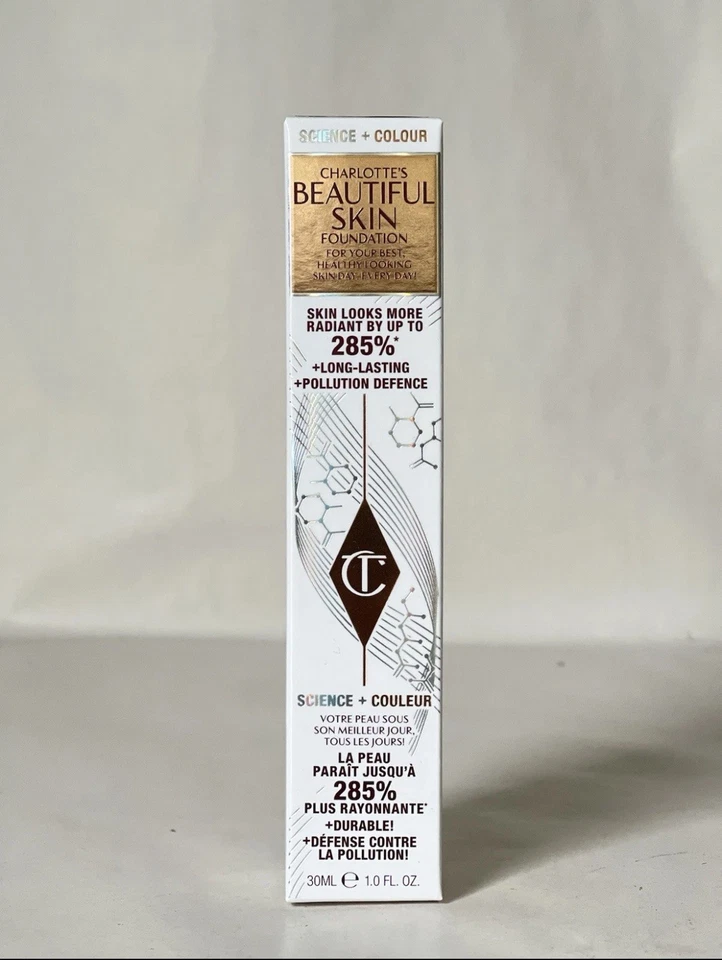 SCIENCE + COLOUR
CHARLOTTE'S
BEAUTIFUL
SKIN
FOUNDATION
FOR YOUR BEST,
HEALTHY LOOKING
SKIN DAY, EVERY DAY!
SKIN LOOKS MORE
RADIANT BY UP TO
285%*
+LONG-LASTING
+POLLUTION DEFENCE
CT
SCIENCE + COULEUR
VOTRE PEAU SOUS
SON MEILLEUR JOUR,
TOUS LES JOURS!
LA PEAU
PARAÎT JUSQU'À
285%
PLUS RAYONNANTE*
+DURABLE!
+DÉFENSE CONTRE
LA POLLUTION!
30ML ℮ 1.0 FL. OZ.